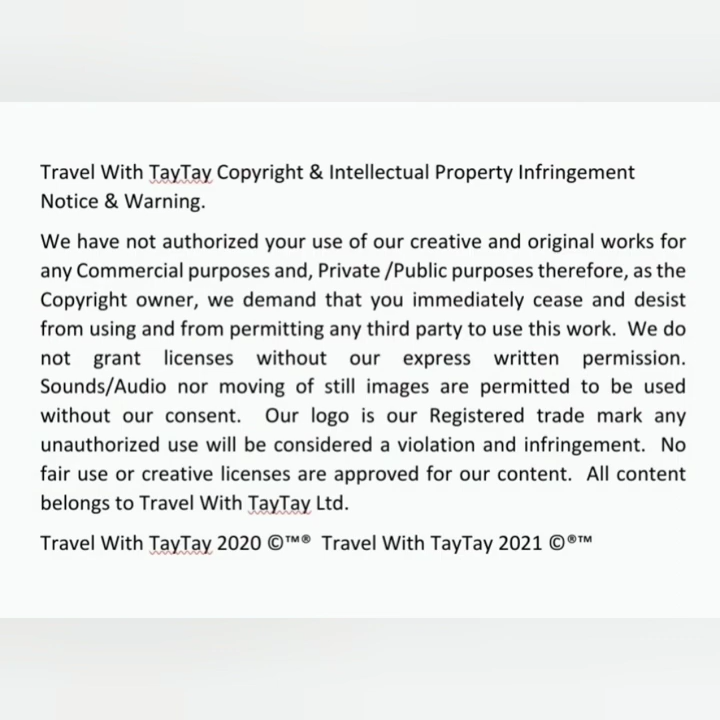 Travel With TayTay Copyright & Intellectual Property Infringement
Notice & Warning.
We have not authorized your use of our creative and original works for
any Commercial purposes and, Private /Public purposes therefore, as the
Copyright owner, we demand that you immediately cease and desist
from using and from permitting any third party to use this work. We do
not grant licenses without our express written permission.
Sounds/Audio nor moving of still images are permitted to be used
without our consent. Our logo is our Registered trade mark any
unauthorized use will be considered a violation and infringement. No
fair use or creative licenses are approved for our content. All content
belongs to Travel With TayTay Ltd.
Travel With TayTay 2020 ©™® Travel With TayTay 2021 ©®™